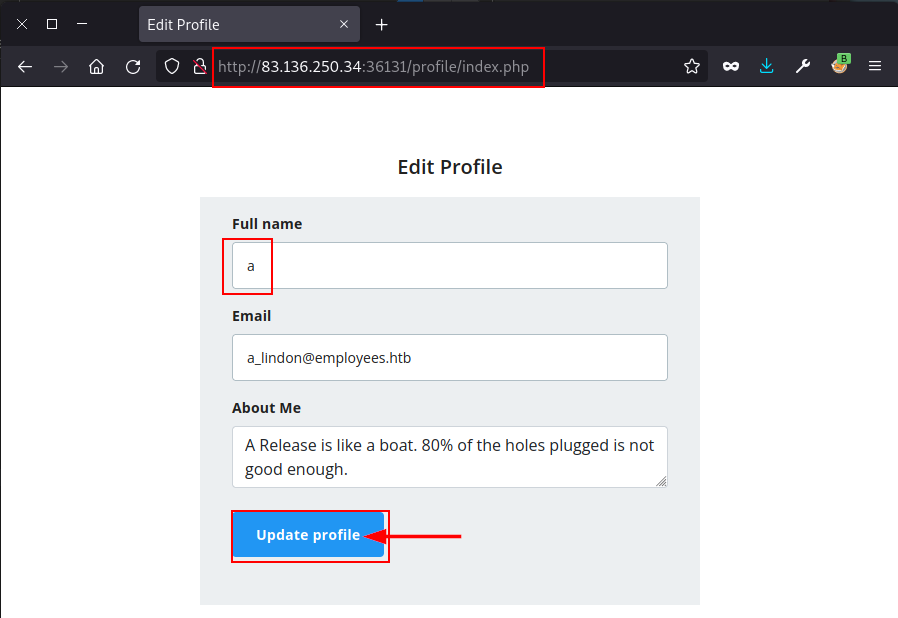 Edit Profile
http://83.136.250.34:36131/profile/index.php
B
Edit Profile
Full name
a
Email
a_lindon@employees.htb
About Me
A Release is like a boat. 80% of the holes plugged is not
good enough.
Update profile